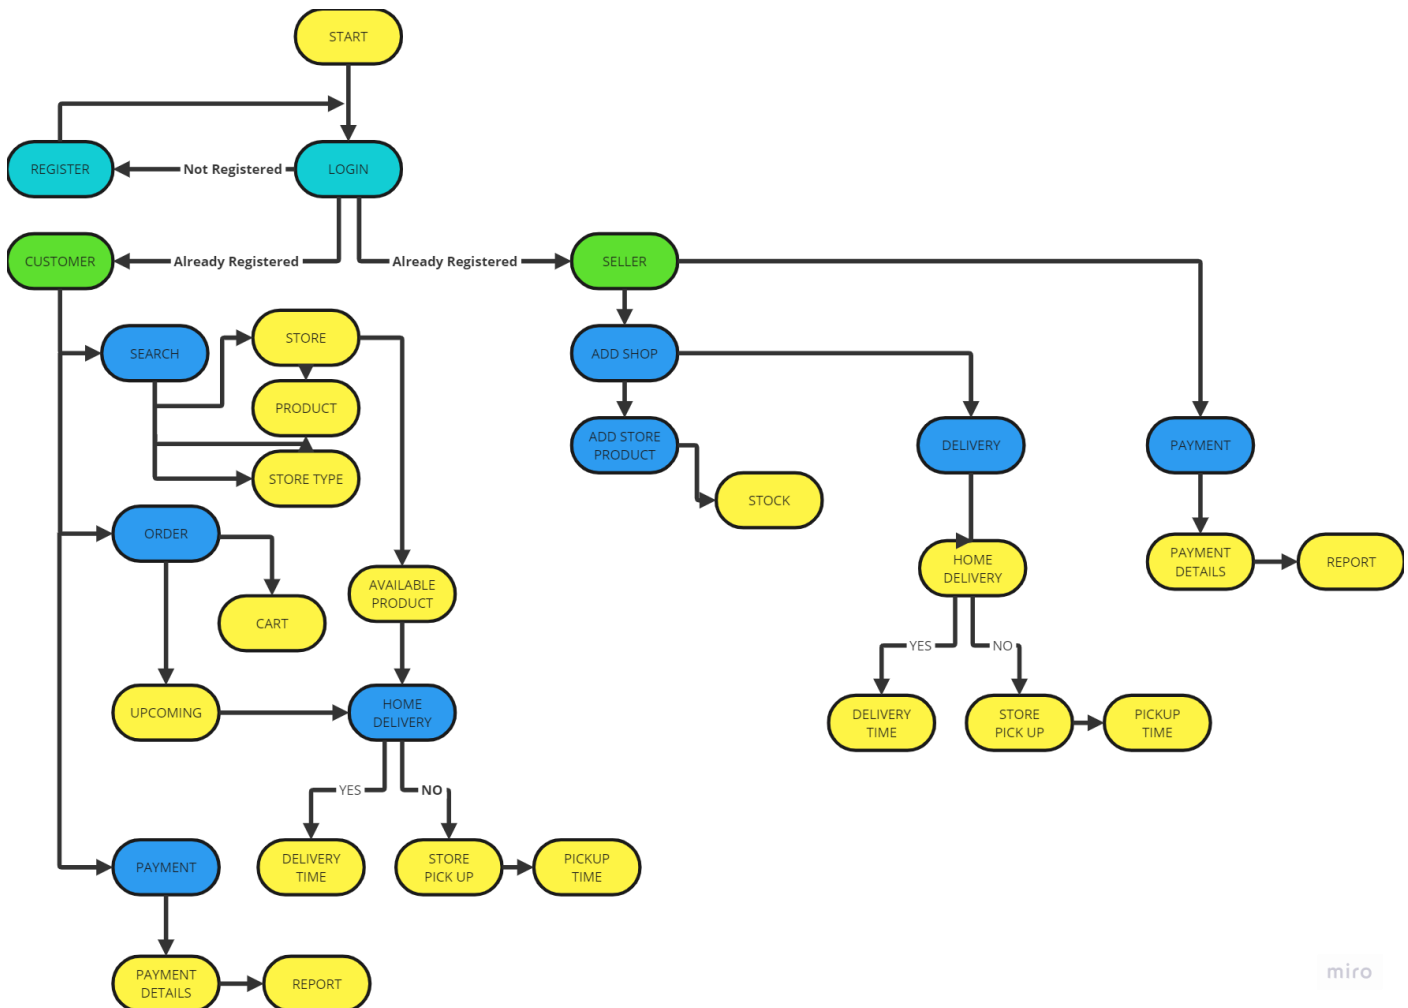 START
REGISTER
Not Registered
LOGIN
CUSTOMER
Already Registered
Already Registered
SELLER
SEARCH
STORE
ADD SHOP
PRODUCT
ADD STORE
PRODUCT
DELIVERY
PAYMENT
STORE TYPE
STOCK
ORDER
AVAILABLE
PRODUCT
HOME
DELIVERY
PAYMENT
DETAILS
REPORT
CART
YES
NO
UPCOMING
HOME
DELIVERY
DELIVERY
TIME
STORE
PICK UP
PICKUP
TIME
YES
NO
PAYMENT
DELIVERY
TIME
STORE
PICK UP
PICKUP
TIME
PAYMENT
DETAILS
REPORT
miro